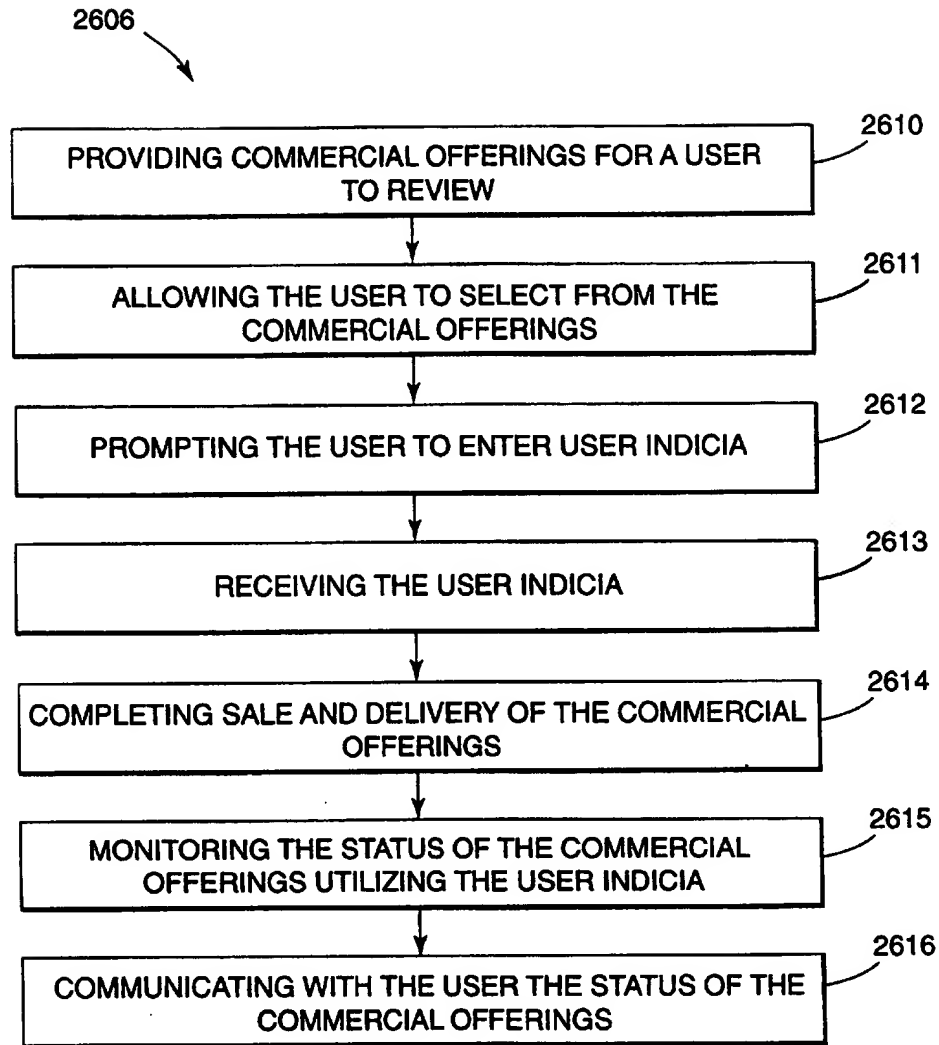 2606
PROVIDING COMMERCIAL OFFERINGS FOR A USER
TO REVIEW
2610
ALLOWING THE USER TO SELECT FROM THE
COMMERCIAL OFFERINGS
2611
PROMPTING THE USER TO ENTER USER INDICIA
2612
RECEIVING THE USER INDICIA
2613
COMPLETING SALE AND DELIVERY OF THE COMMERCIAL
OFFERINGS
2614
MONITORING THE STATUS OF THE COMMERCIAL
OFFERINGS UTILIZING THE USER INDICIA
2615
COMMUNICATING WITH THE USER THE STATUS OF THE
COMMERCIAL OFFERINGS
2616